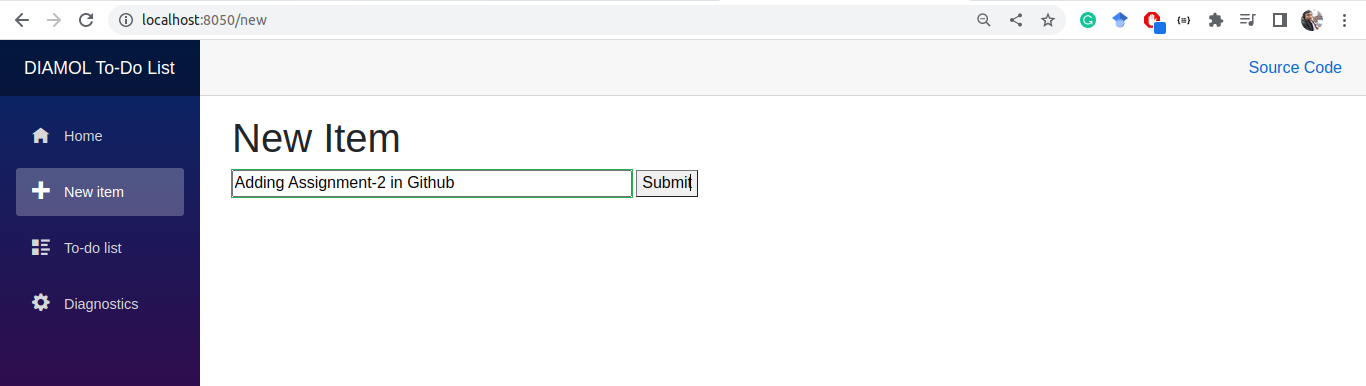 localhost:8050/new
DIAMOL To-Do List
Source Code
Home
New item
To-do list
Diagnostics
New Item
Adding Assignment-2 in Github
Submit